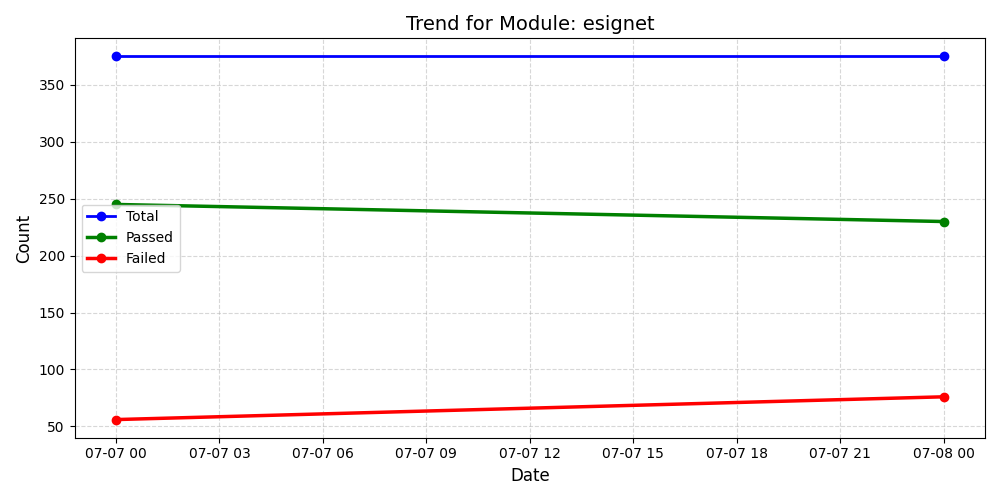 Trend for Module: esignet
Count
350
300
250
200
150
100
50
Total
Passed
Failed
07-07 00 07-07 03 07-07 06 07-07 09 07-07 12 07-07 15 07-07 18 07-07 21 07-08 00
Date